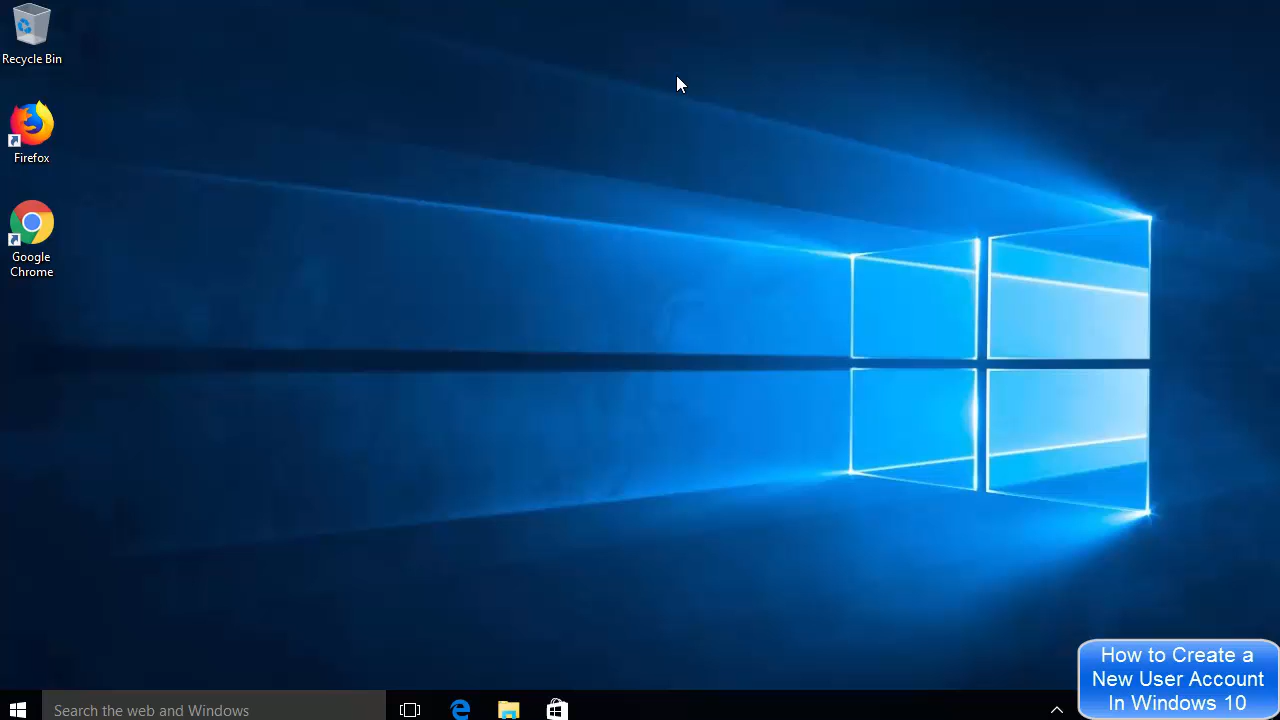 Recycle Bin
Firefox
Google
Chrome
Search the web and Windows
How to Create a
New User Account
In Windows 10